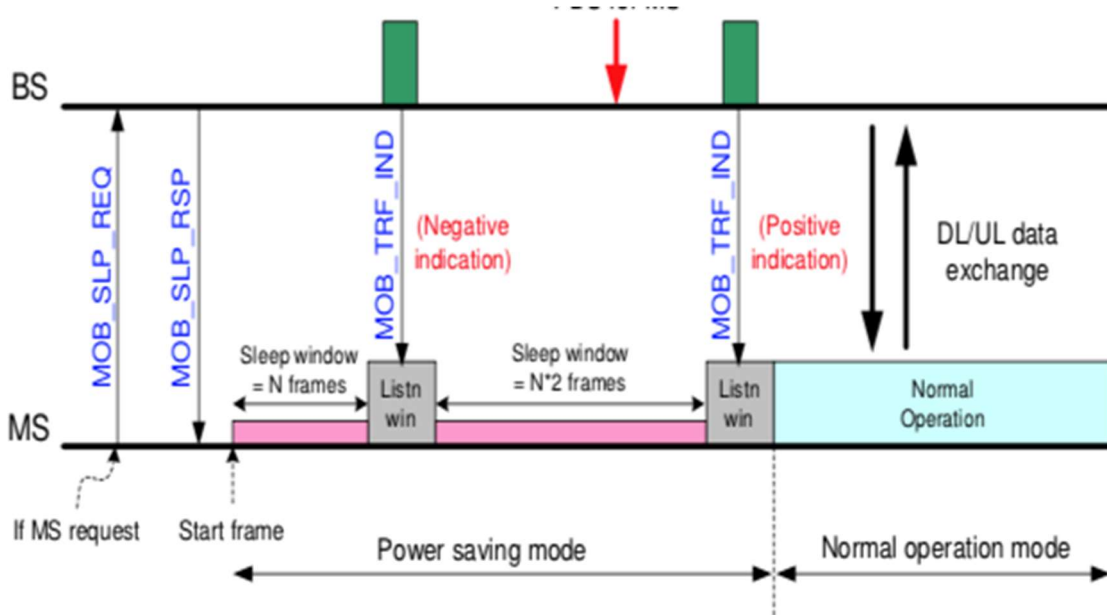 BS
MOB_SLP_REQ
MOB_SLP_RSP
MOB_TRF_IND
(Negative
indication)
MOB_TRF_IND
(Positive
indication)
DL/UL data
exchange
Sleep window
= N frames
Listn
win
Sleep window
= N*2 frames
Listn
win
Normal
Operation
MS
If MS request
Start frame
Power saving mode
Normal operation mode